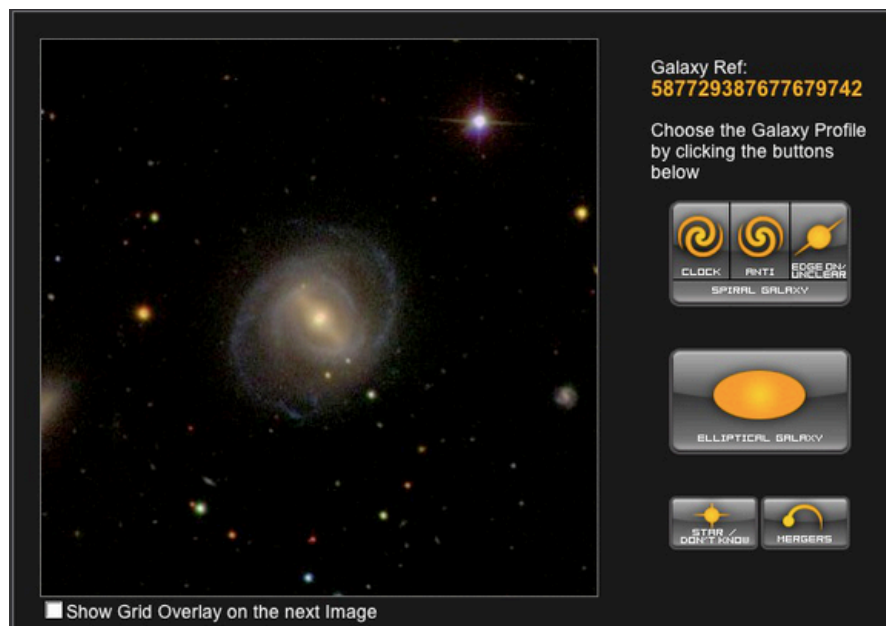 Galaxy Ref:
587729387677679742
Choose the Galaxy Profile
by clicking the buttons
below
CLOCK
ANTI
EDGE ON/
UNCLEAR
SPIRAL GALAXY
ELLIPTICAL GALAXY
STAR /
DON'T KNOW
MERGERS
Show Grid Overlay on the next Image